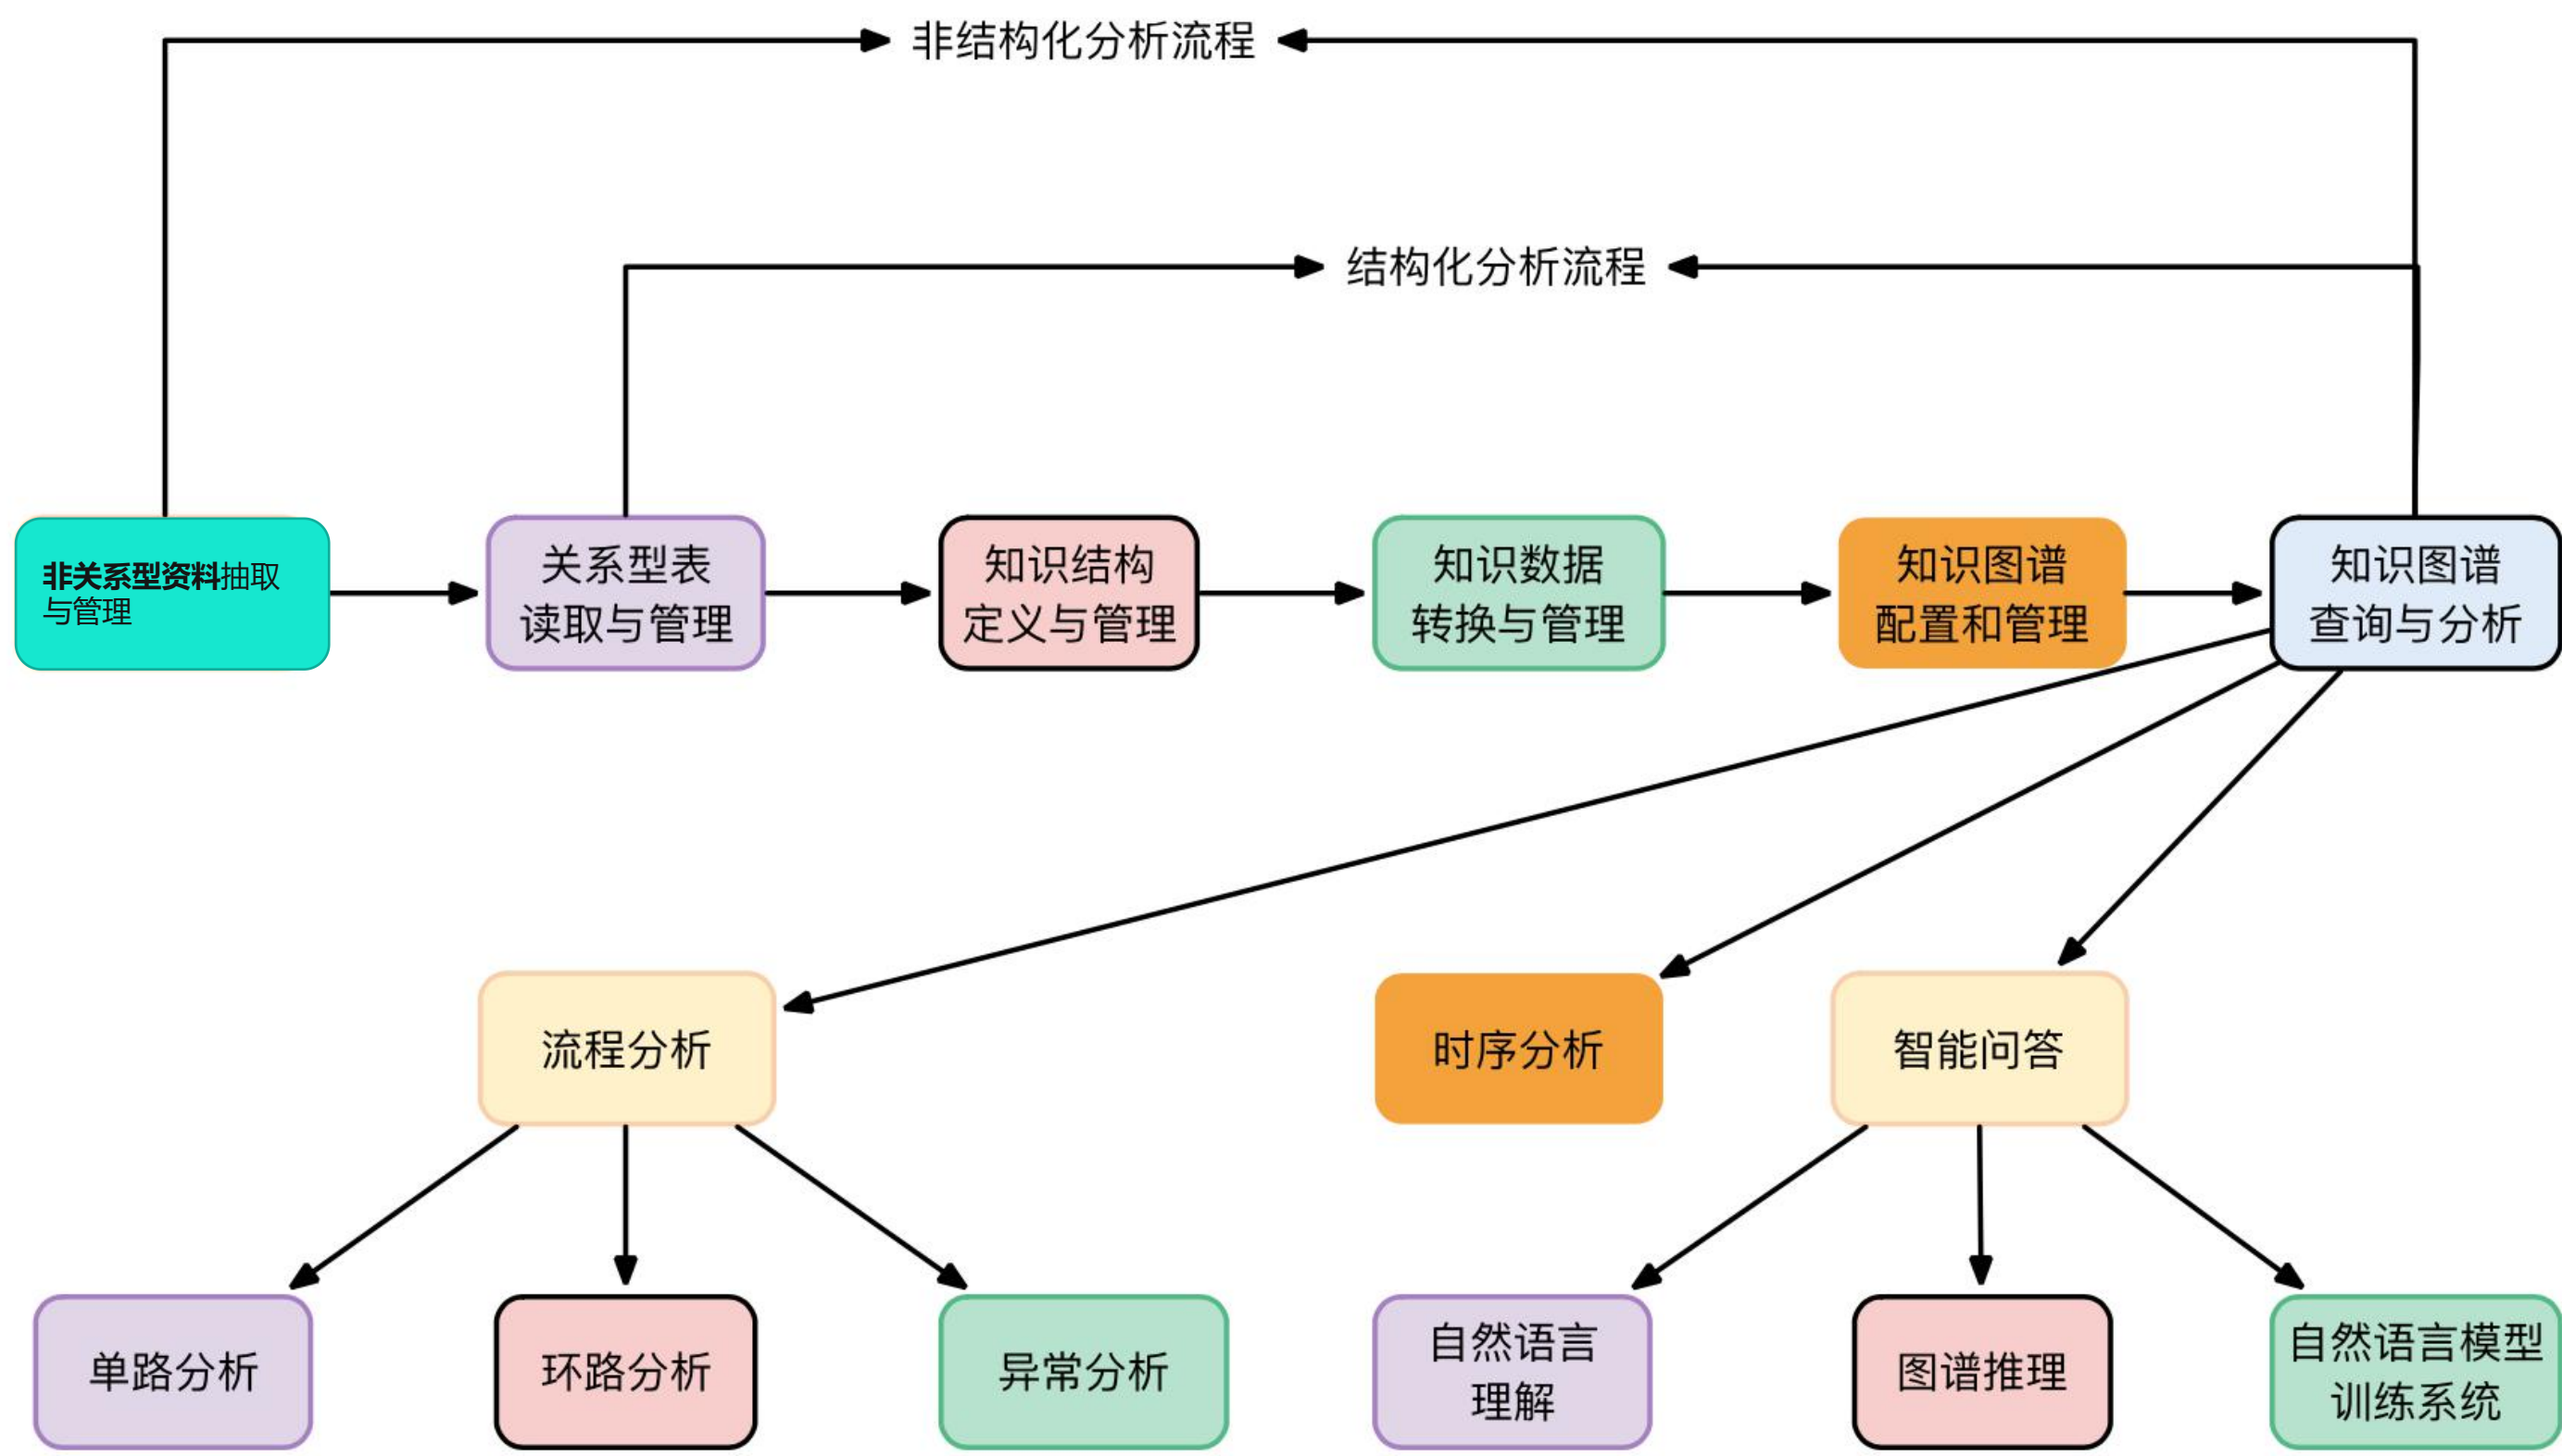 非结构化分析流程
结构化分析流程
非关系型资料抽取
与管理
关系型表
读取与管理
知识结构
定义与管理
知识数据
转换与管理
知识图谱
配置和管理
知识图谱
查询与分析
流程分析
时序分析
智能问答
单路分析
环路分析
异常分析
自然语言
理解
图谱推理
自然语言模型
训练系统